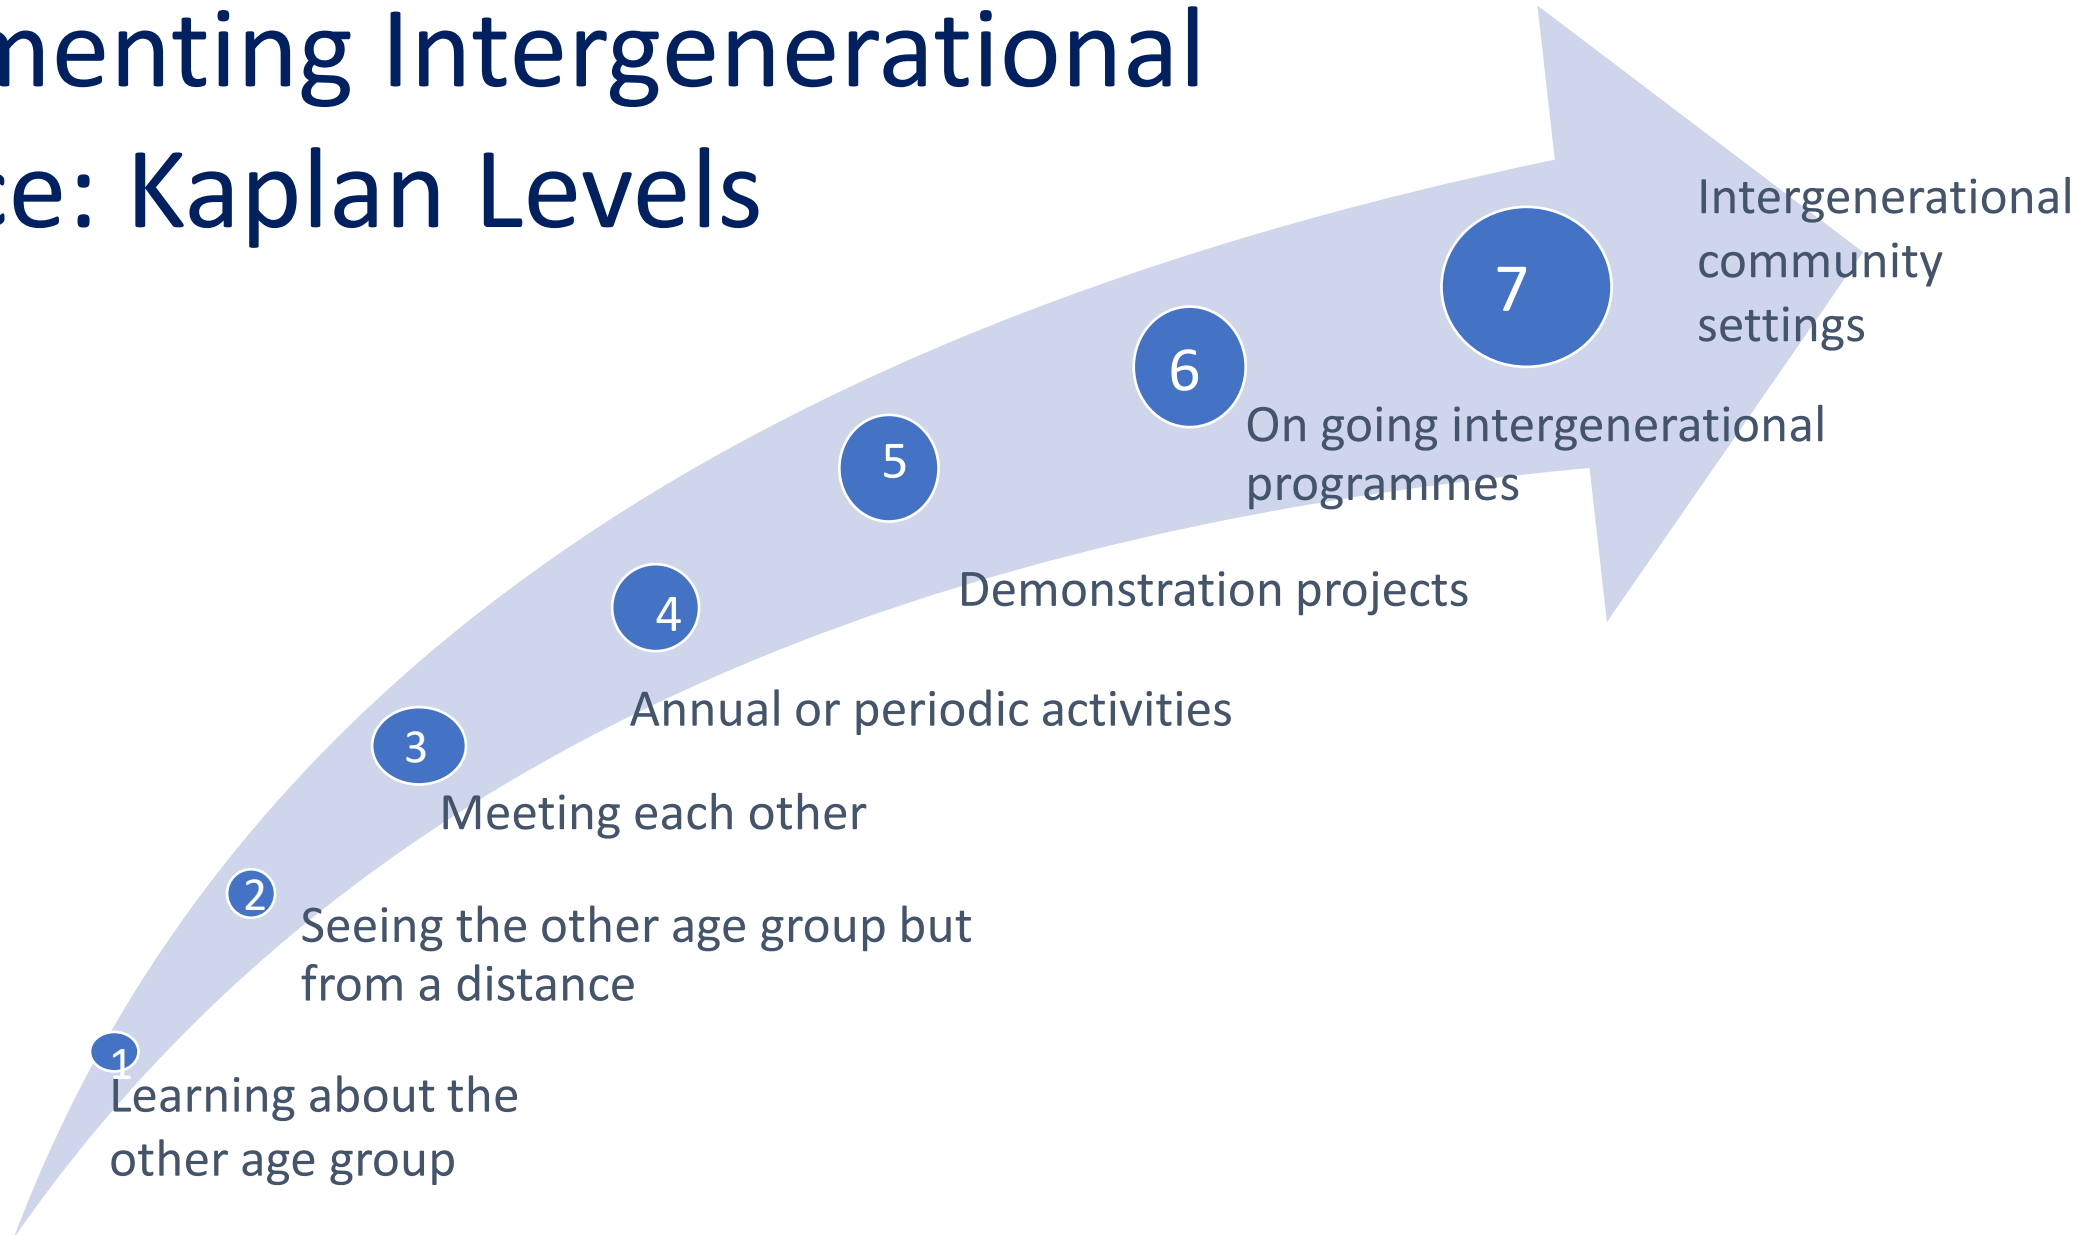 menting Intergenerational
ce: Kaplan Levels
Intergenerational
community
settings
7
6
On going intergenerational
programmes
5
Demonstration projects
4
Annual or periodic activities
3
Meeting each other
2
Seeing the other age group but
from a distance
1
Learning about the
other age group